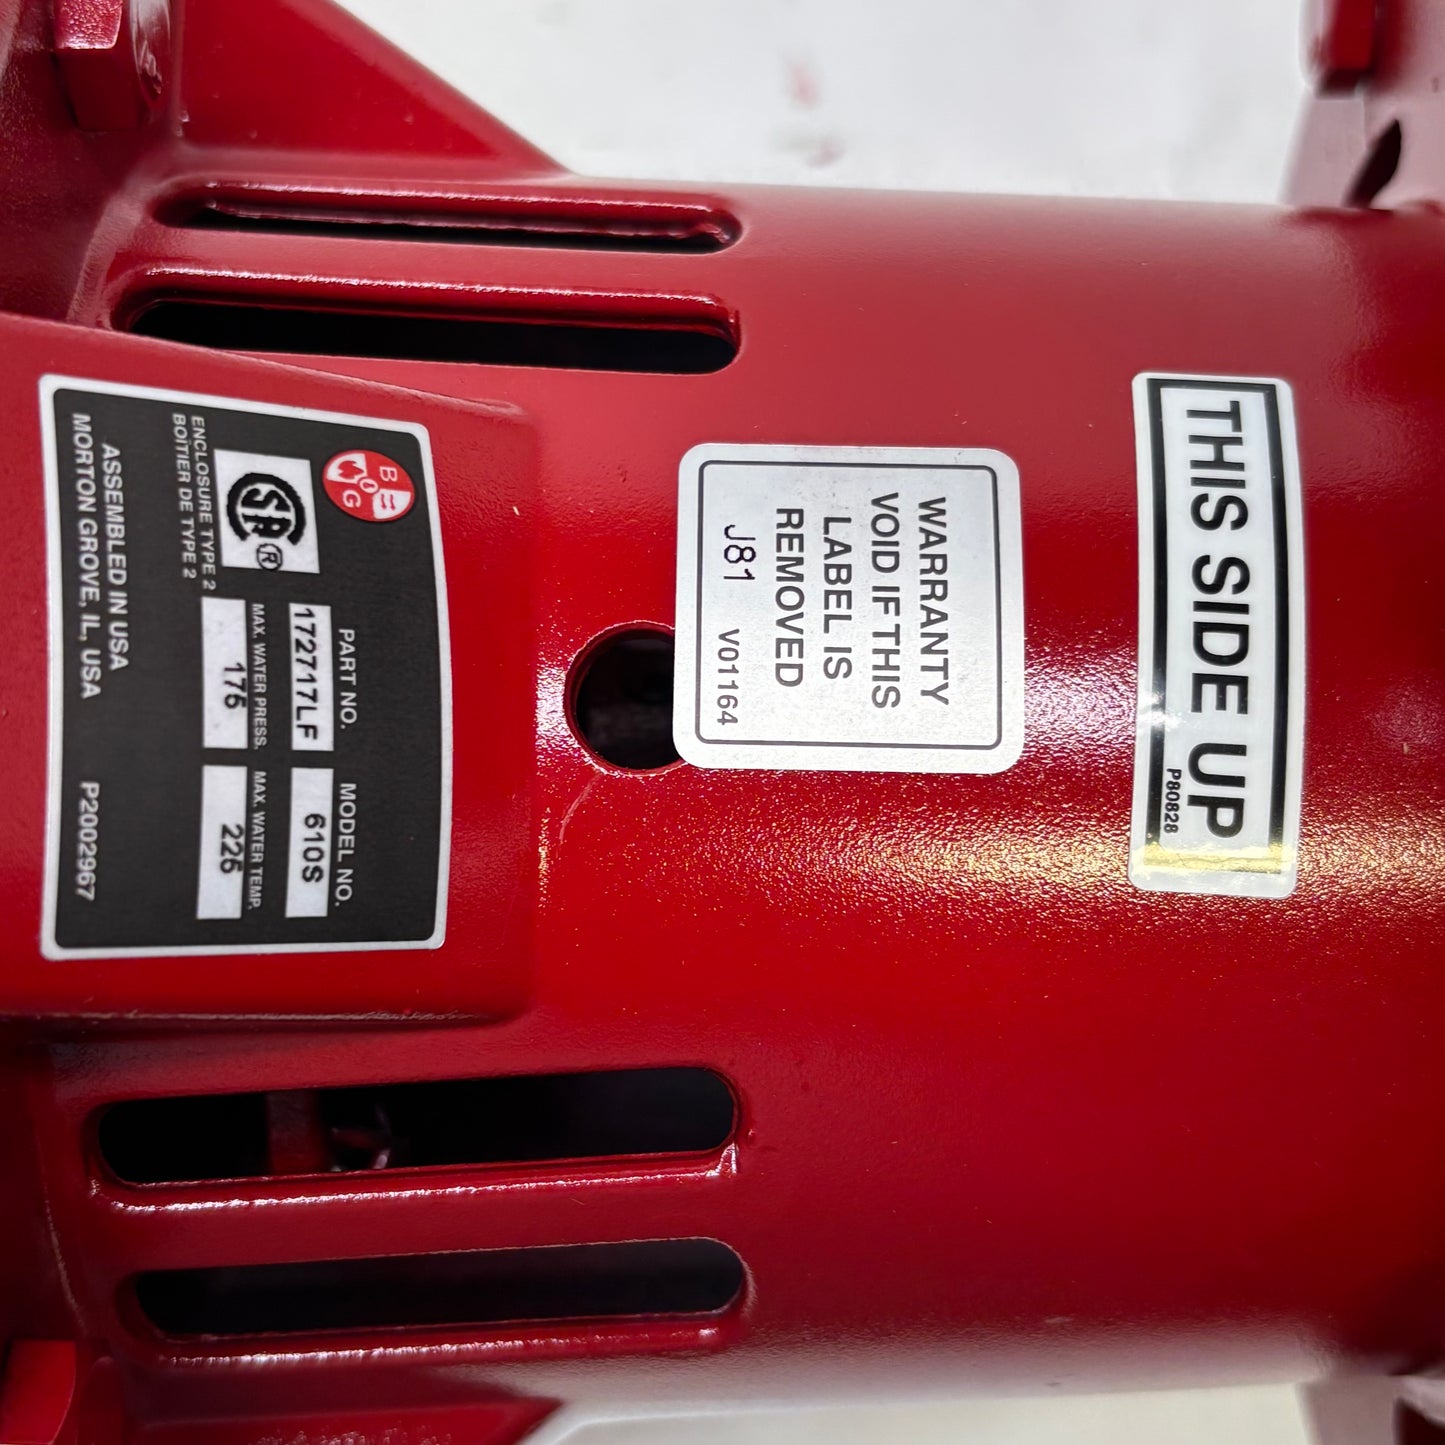 THIS SIDE UP
P80828
WARRANTY
VOID IF THIS
LABEL IS
REMOVED
J81 V01164
B & G
PART NO. MODEL NO.
172717LF 610S
MAX. WATER PRESS. MAX. WATER TEMP.
175 225
SA ®
ENCLOSURE TYPE 2
BOÎTIER DE TYPE 2
ASSEMBLED IN USA
MORTON GROVE, IL, USA P2002967